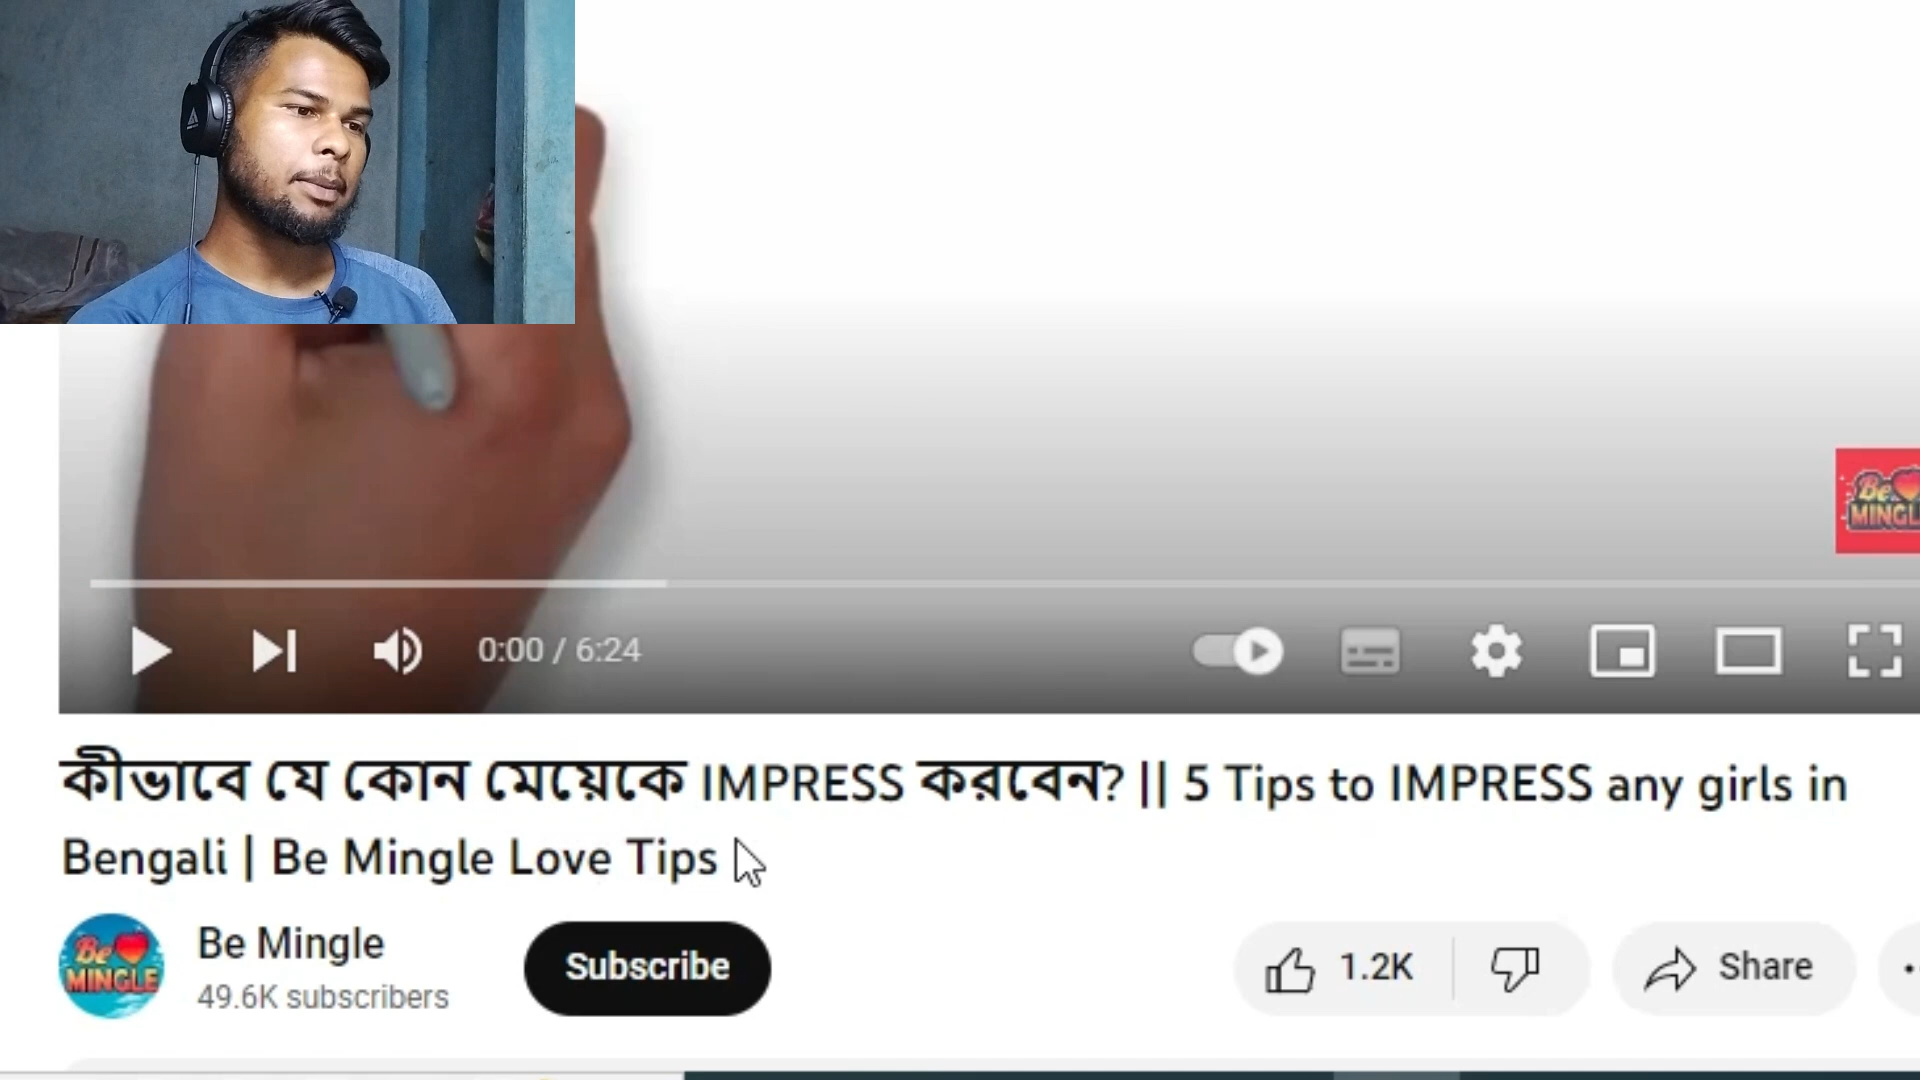 Be
MINGL
0:00 / 6:24
কীভাবে যে কোন মেয়েকে IMPRESS করবেন? || 5 Tips to IMPRESS any girls in
Bengali | Be Mingle Love Tips
Be
MINGLE
Be Mingle
49.6K subscribers
Subscribe
1.2K
Share